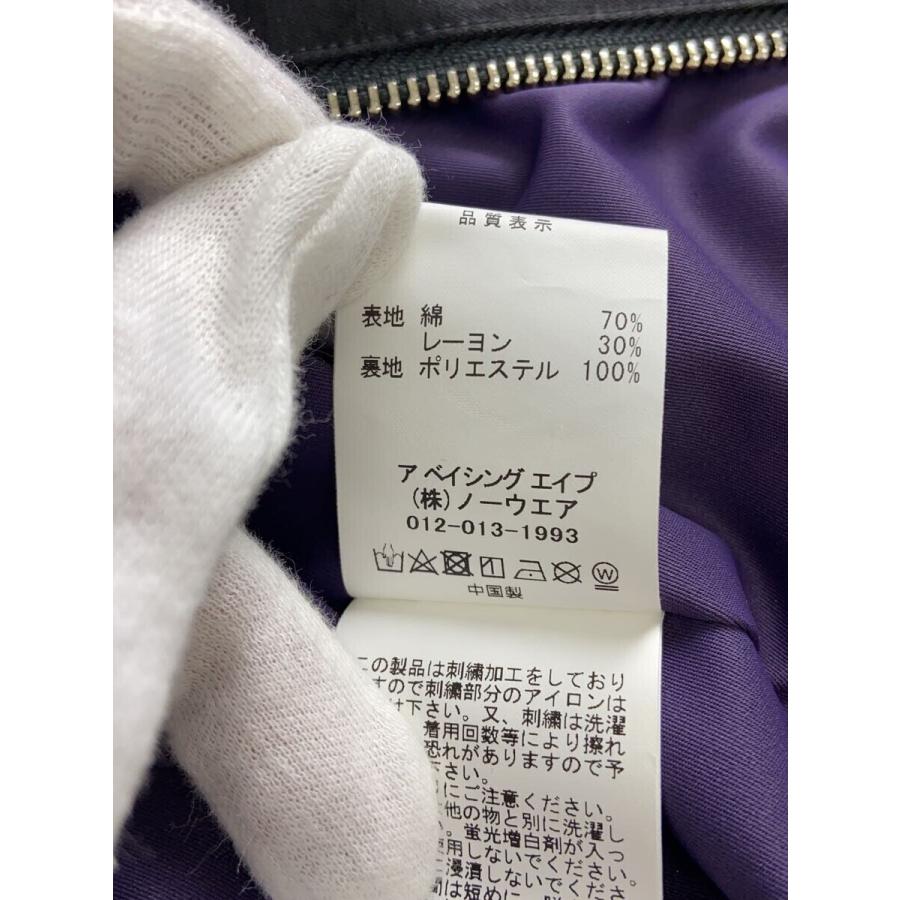 品質表示
表地 綿 70%
レーヨン 30%
裏地 ポリエステル 100%
ア ベイシング エイプ
(株)ノーウエア
012-013-1993
中国製
この製品は刺繍加工をしており
すので刺繍部分のアイロンは
け下さい。又、刺繍は洗濯
着用回数等により擦れ
恐れがありますので予
さい。
にご注意ください。
他の物と別に洗濯し
。蛍光増白剤が入っ
使用しないでください。
浸漬しないでください。
間は短めに、